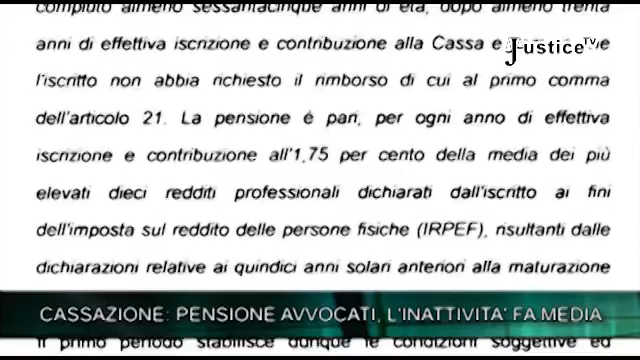 compiuto almeno sessantacinque anni di età, dopo almeno trenta
anni di effettiva iscrizione e contribuzione alla Cassa e
JusticeTV
l'iscritto non abbia richiesto il rimborso di cui al primo comma
dell'articolo 21. La pensione è pari, per ogni anno di effettiva
iscrizione e contribuzione all'1,75 per cento della media dei più
elevati dieci redditi professionali dichiarati dall'iscritto ai fini
dell'imposta sul reddito delle persone fisiche (IRPEF), risultanti dalle
dichiarazioni relative ai quindici anni solari anteriori alla maturazione
CASSAZIONE: PENSIONE AVVOCATI, L'INATTIVITA' FA MEDIA
Il primo periodo stabilisce dunque le condizioni soggettive ed